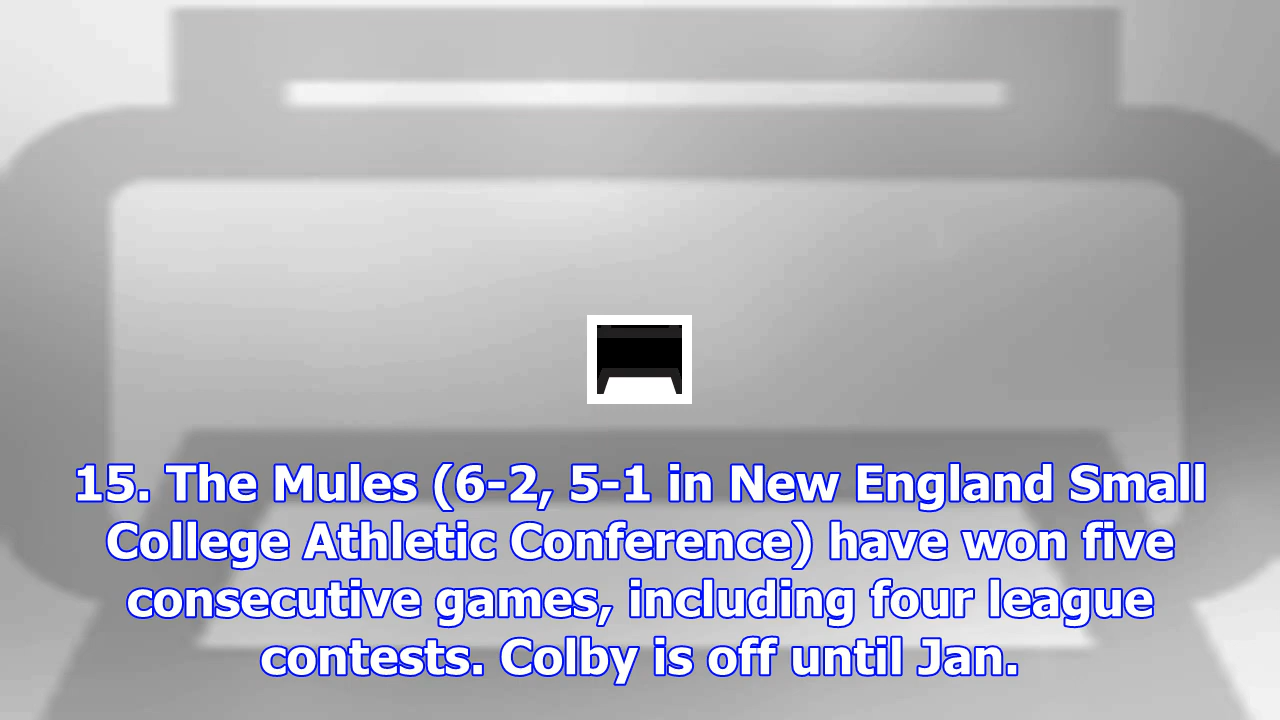 15. The Mules (6-2, 5-1 in New England Small
College Athletic Conference) have won five
consecutive games, including four league
contests. Colby is off until Jan.